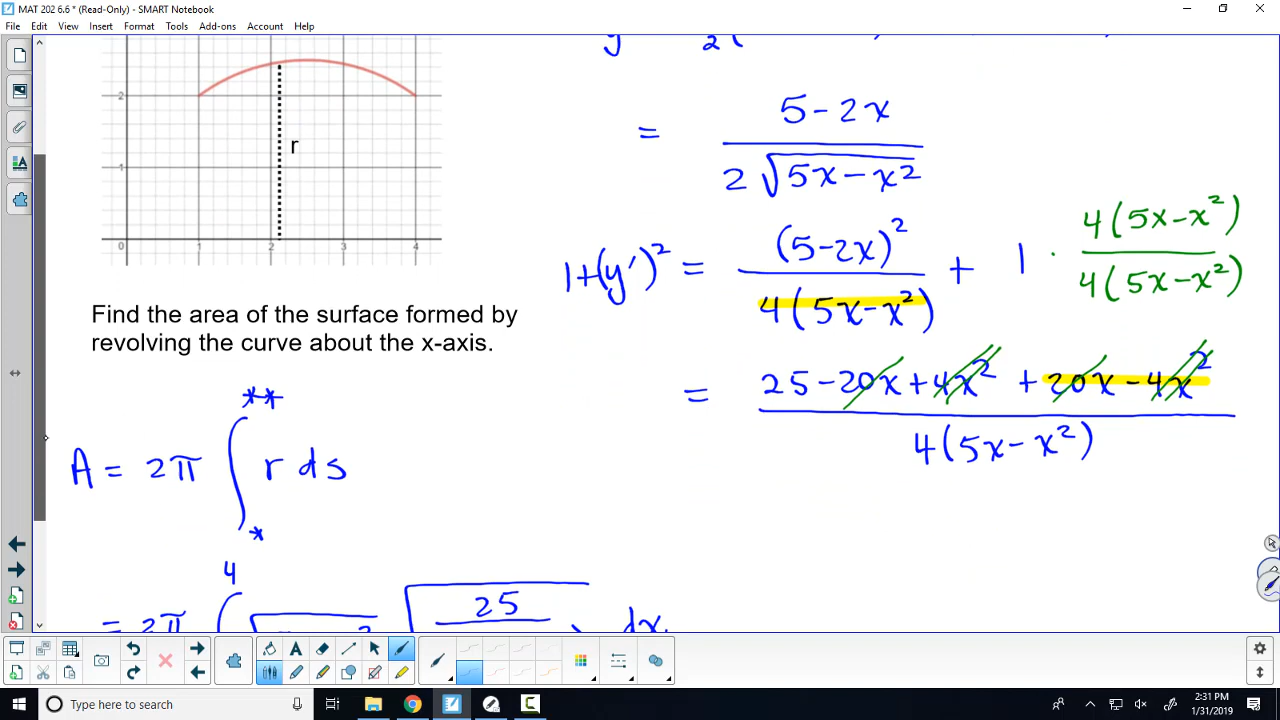 MAT 202 6.6 * (Read-Only) - SMART Notebook
File Edit View Insert Format Tools Add-ons Account Help
2
1
0 1 2 3 4
r
= 5-2x / 2√(5x-x²)
1+(y')² = (5-2x)² / 4(5x-x²) + 1 · 4(5x-x²) / 4(5x-x²)
= 25-20x+4x² + 20x-4x² / 4(5x-x²)
Find the area of the surface formed by
revolving the curve about the x-axis.
**
A = 2π ∫ r ds
*
4
= 2π ∫ √ √ 25 dx
Type here to search
2:31 PM
1/31/2019